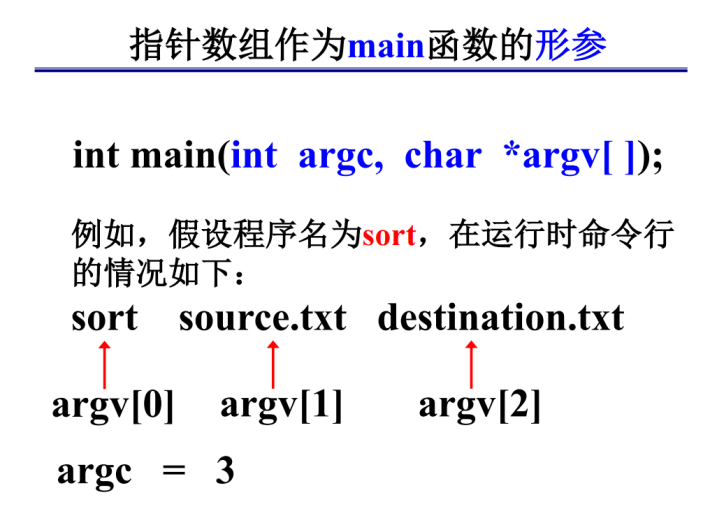 指针数组作为main函数的形参
int main(int argc, char *argv[ ]);
例如，假设程序名为sort，在运行时命令行
的情况如下：
sort source.txt destination.txt
argv[0] argv[1] argv[2]
argc = 3